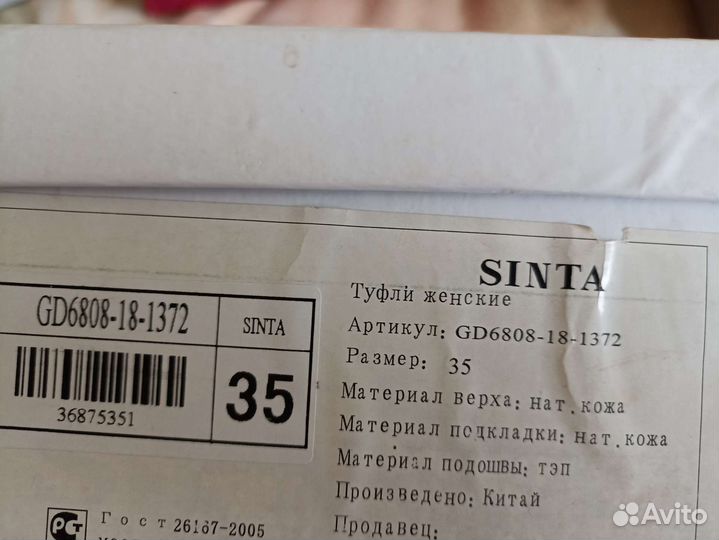 SINTA
Туфли женские
Артикул: GD6808-18-1372
Размер: 35
Материал верха: нат.кожа
Материал подкладки: нат.кожа
Материал подошвы: тэп
Произведено: Китай
Продавец:
GD6808-18-1372
SINTA
35
36875351
РСТ
Гост 26167-2005
Avito